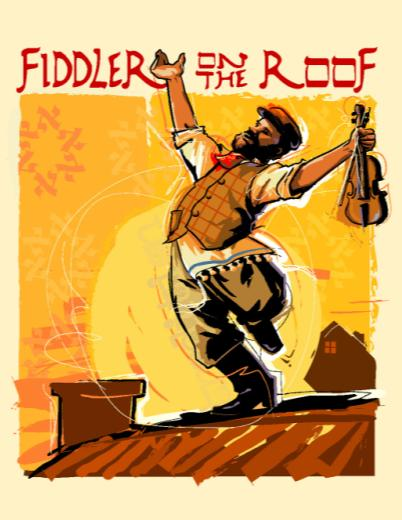 FIDDLER ON THE ROOF